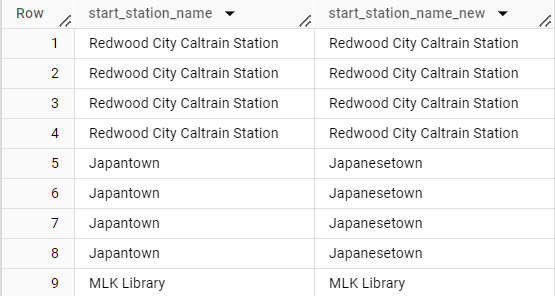 Row start_station_name start_station_name_new
1 Redwood City Caltrain Station Redwood City Caltrain Station
2 Redwood City Caltrain Station Redwood City Caltrain Station
3 Redwood City Caltrain Station Redwood City Caltrain Station
4 Redwood City Caltrain Station Redwood City Caltrain Station
5 Japantown Japanesetown
6 Japantown Japanesetown
7 Japantown Japanesetown
8 Japantown Japanesetown
9 MLK Library MLK Library